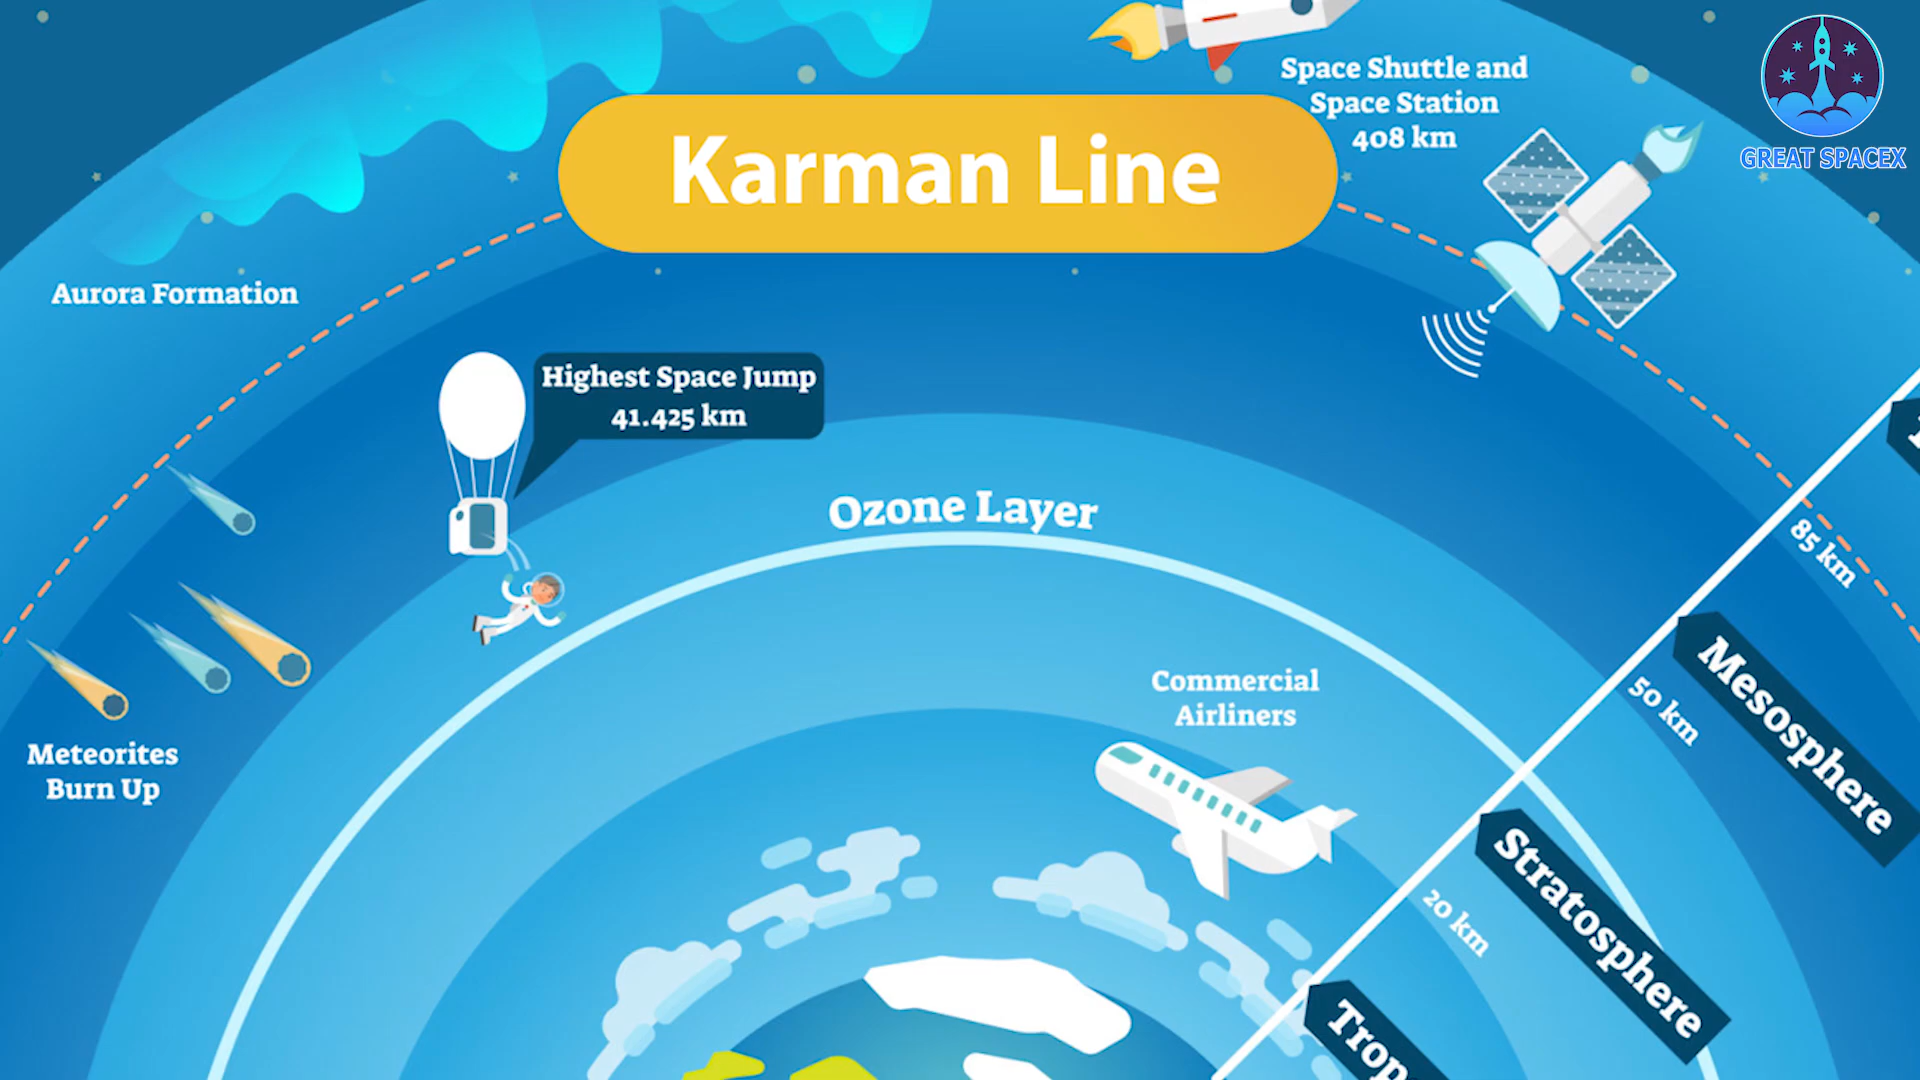 Space Shuttle and
Space Station
408 km
GREAT SPACEX
Karman Line
Aurora Formation
Highest Space Jump
41.425 km
Ozone Layer
85 km
Mesosphere
50 km
Commercial
Airliners
Meteorites
Burn Up
Stratosphere
20 km
Trop